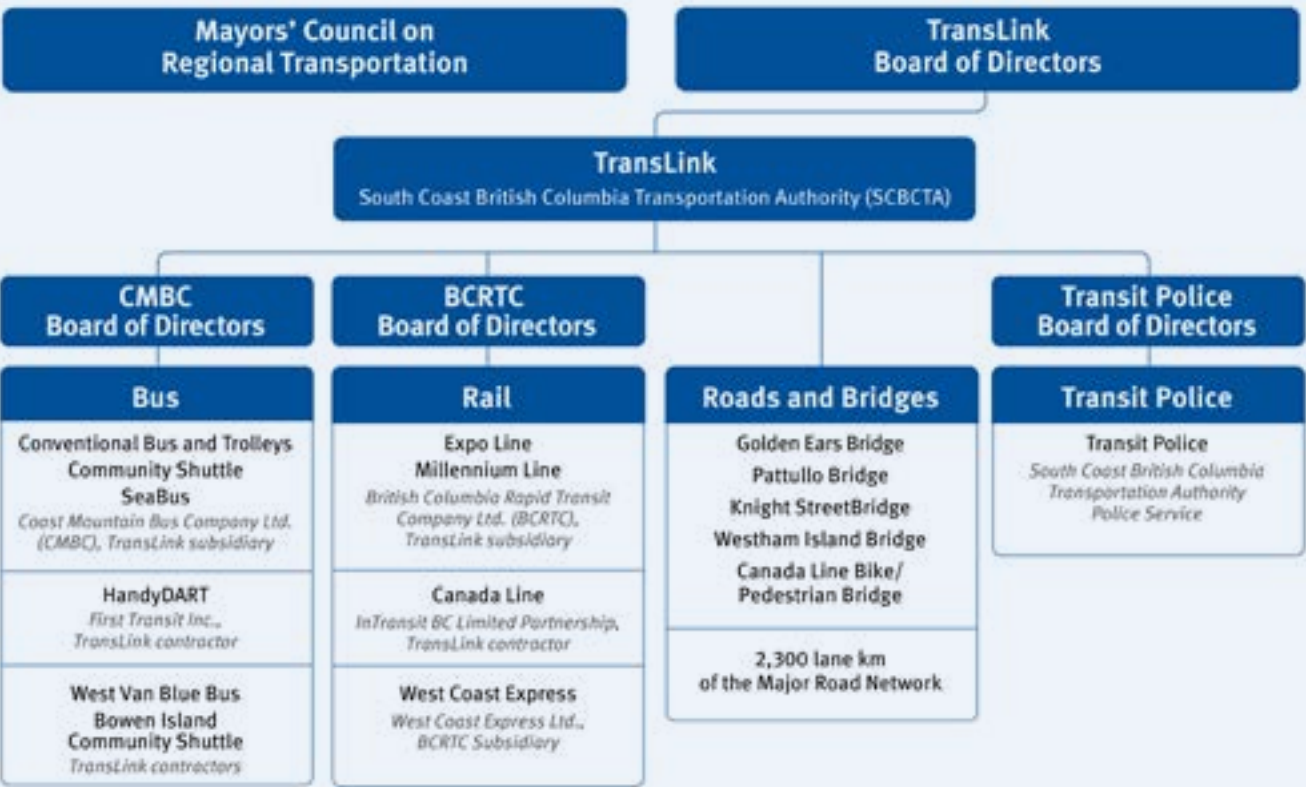 Mayors' Council on
Regional Transportation
TransLink
Board of Directors
TransLink
South Coast British Columbia Transportation Authority (SCBCTA)
CMBC
Board of Directors
BCRTC
Board of Directors
Transit Police
Board of Directors
Bus
Conventional Bus and Trolleys
Community Shuttle
SeaBus
Coast Mountain Bus Company Ltd.
(CMBC), TransLink subsidiary
HandyDART
First Transit Inc.,
TransLink contractor
West Van Blue Bus
Bowen Island
Community Shuttle
TransLink contractors
Rail
Expo Line
Millennium Line
British Columbia Rapid Transit
Company Ltd. (BCRTC),
TransLink subsidiary
Canada Line
InTransit BC Limited Partnership,
TransLink contractor
West Coast Express
West Coast Express Ltd.,
BCRTC Subsidiary
Roads and Bridges
Golden Ears Bridge
Pattullo Bridge
Knight StreetBridge
Westham Island Bridge
Canada Line Bike/
Pedestrian Bridge
2,300 lane km
of the Major Road Network
Transit Police
Transit Police
South Coast British Columbia
Transportation Authority
Police Service